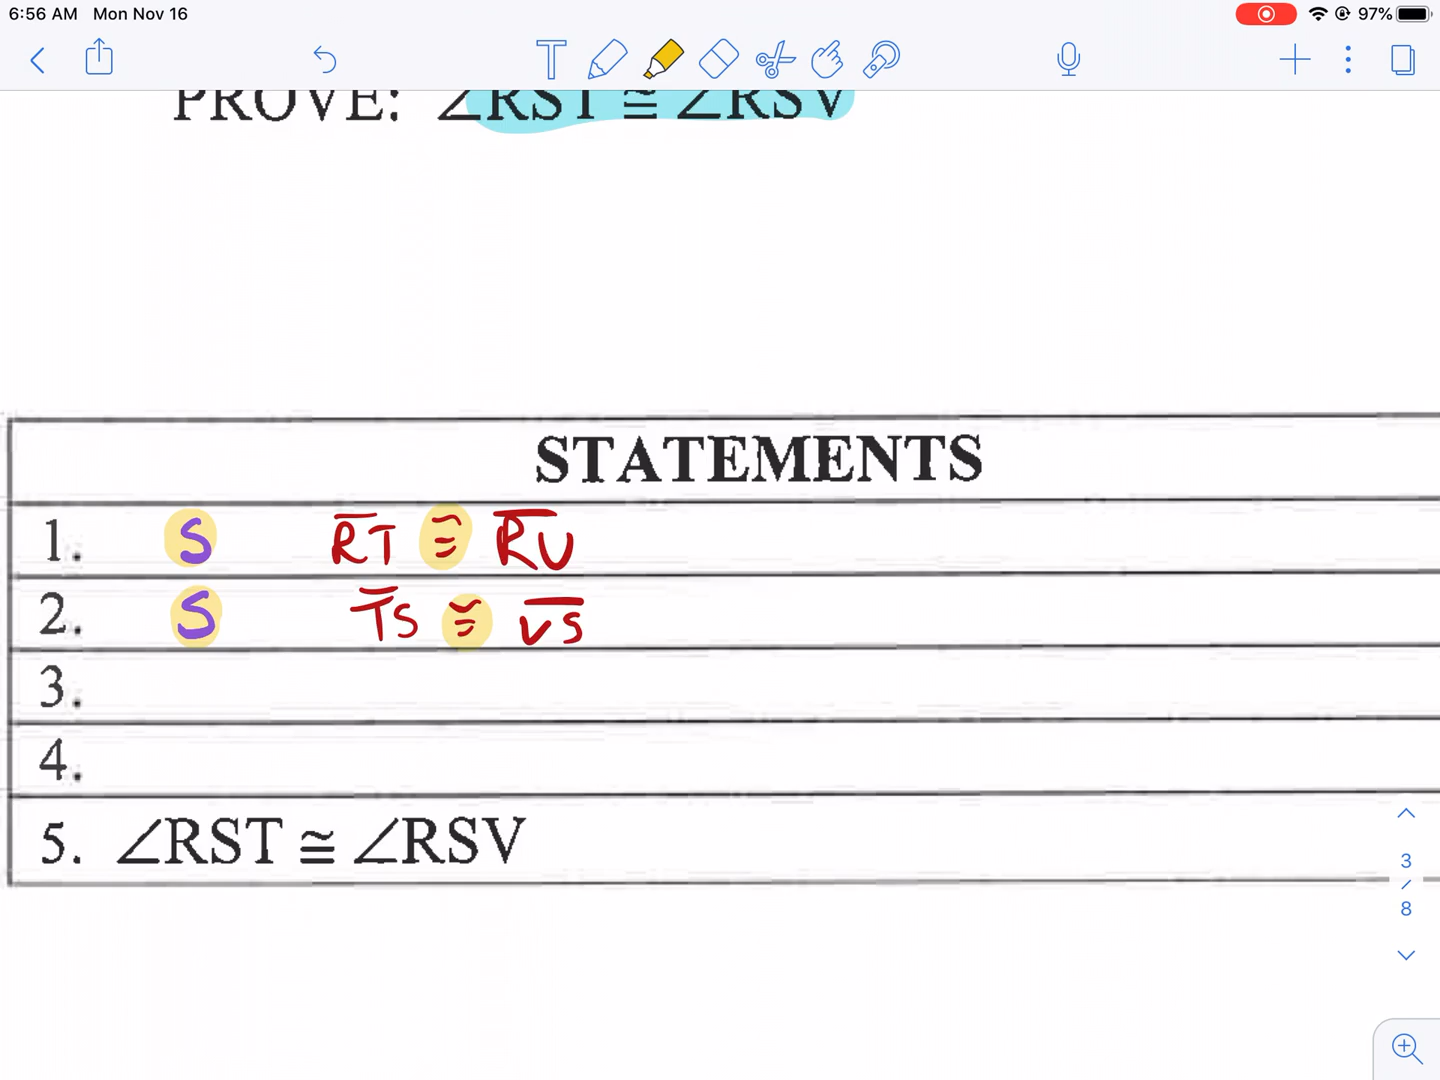 6:56 AM Mon Nov 16 97%
T
PROVE: ∠RST ≅ ∠RSV
STATEMENTS
1. S RT ≅ RV
2. S TS ≅ VS
3.
4.
5. ∠RST ≅ ∠RSV
3
/
8